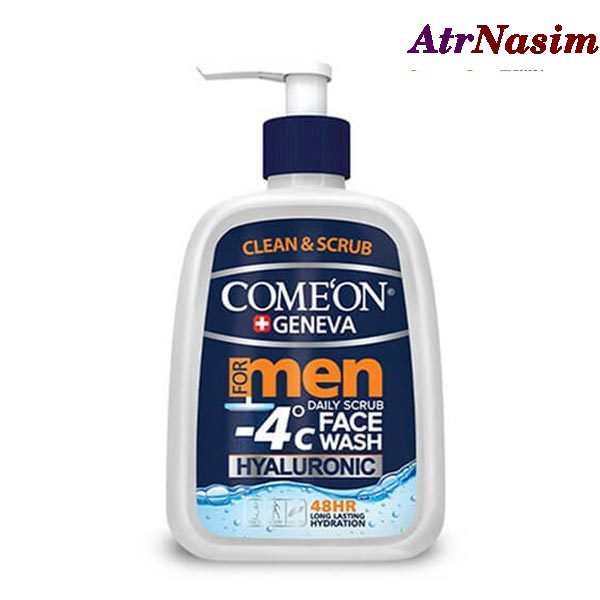 AtrNasim
CLEAN & SCRUB
COME'ON®
GENEVA
FOR men
-4°c DAILY SCRUB
FACE
WASH
HYALURONIC
48HR
LONG LASTING
HYDRATION